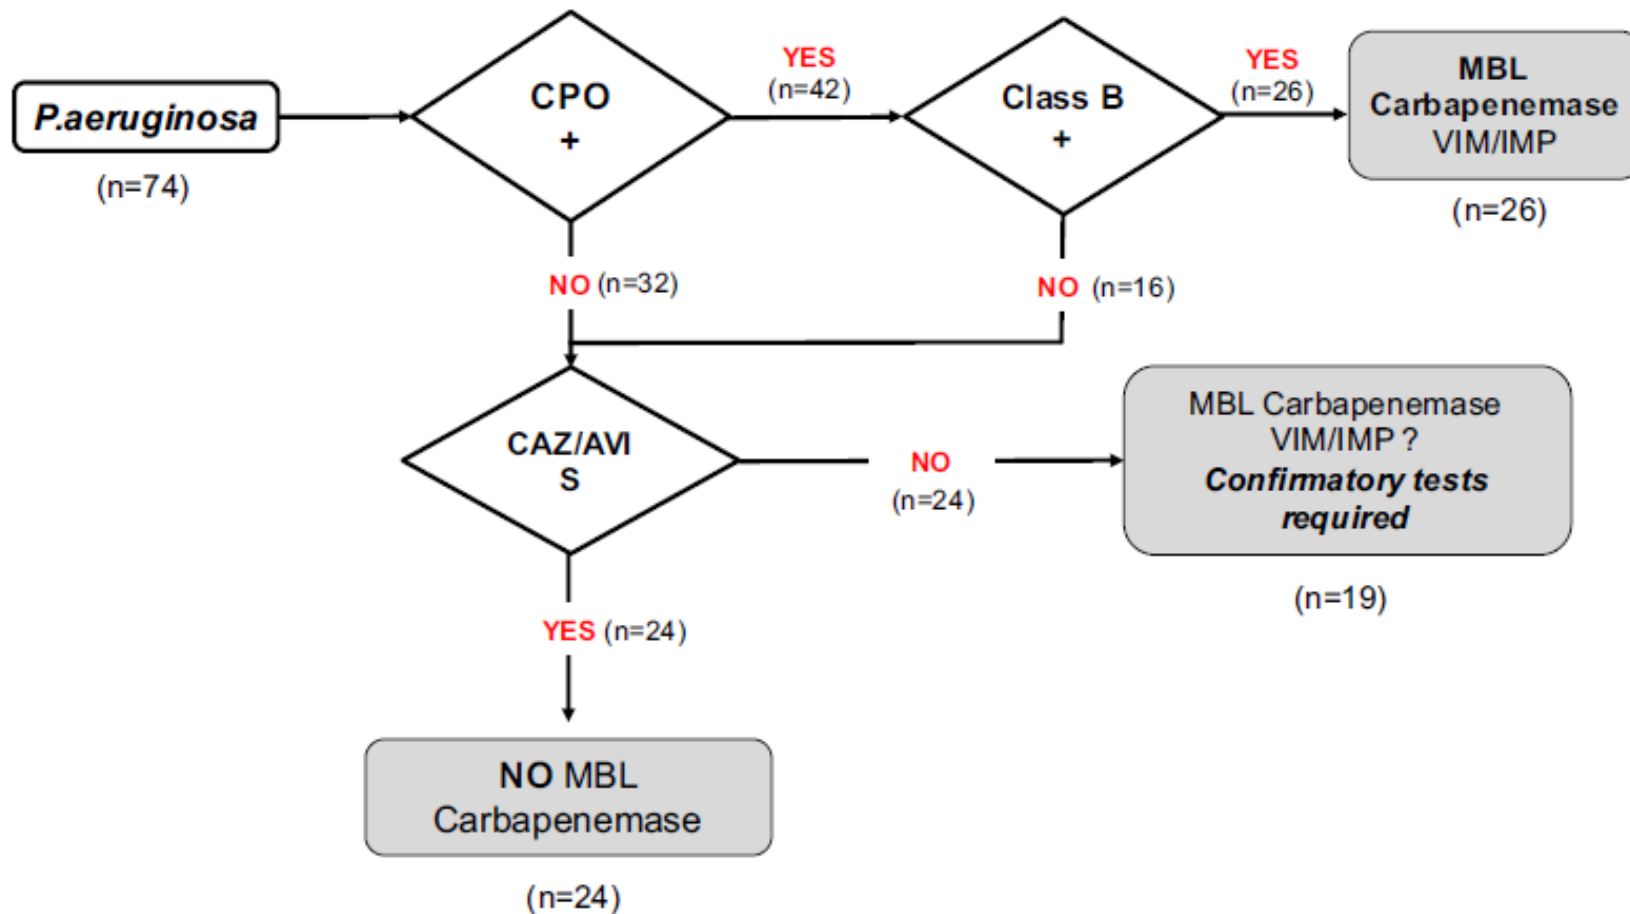 P.aeruginosa
(n=74)
CPO
+
YES
(n=42)
Class B
+
YES
(n=26)
MBL
Carbapenemase
VIM/IMP
(n=26)
NO (n=32)
NO (n=16)
CAZ/AVI
S
NO
(n=24)
MBL Carbapenemase
VIM/IMP ?
Confirmatory tests
required
(n=19)
YES (n=24)
NO MBL
Carbapenemase
(n=24)